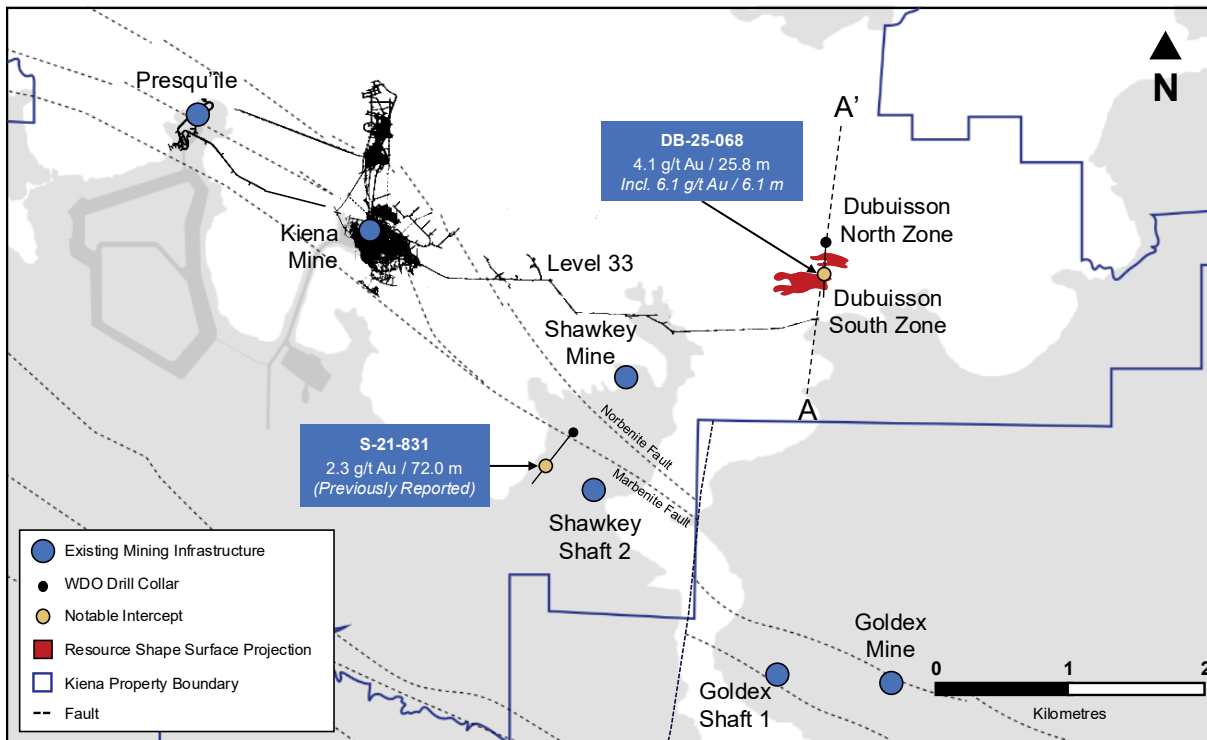 Presqu’île
N
A’
DB-25-068
4.1 g/t Au / 25.8 m
Incl. 6.1 g/t Au / 6.1 m
Dubuisson
North Zone
Kiena
Mine
Level 33
Dubuisson
South Zone
Shawkey
Mine
A
Norbenite Fault
S-21-831
2.3 g/t Au / 72.0 m
(Previously Reported)
Marbenite Fault
Shawkey
Shaft 2
Existing Mining Infrastructure
WDO Drill Collar
Notable Intercept
Resource Shape Surface Projection
Kiena Property Boundary
Fault
Goldex
Mine
Goldex
Shaft 1
0 1 2
Kilometres